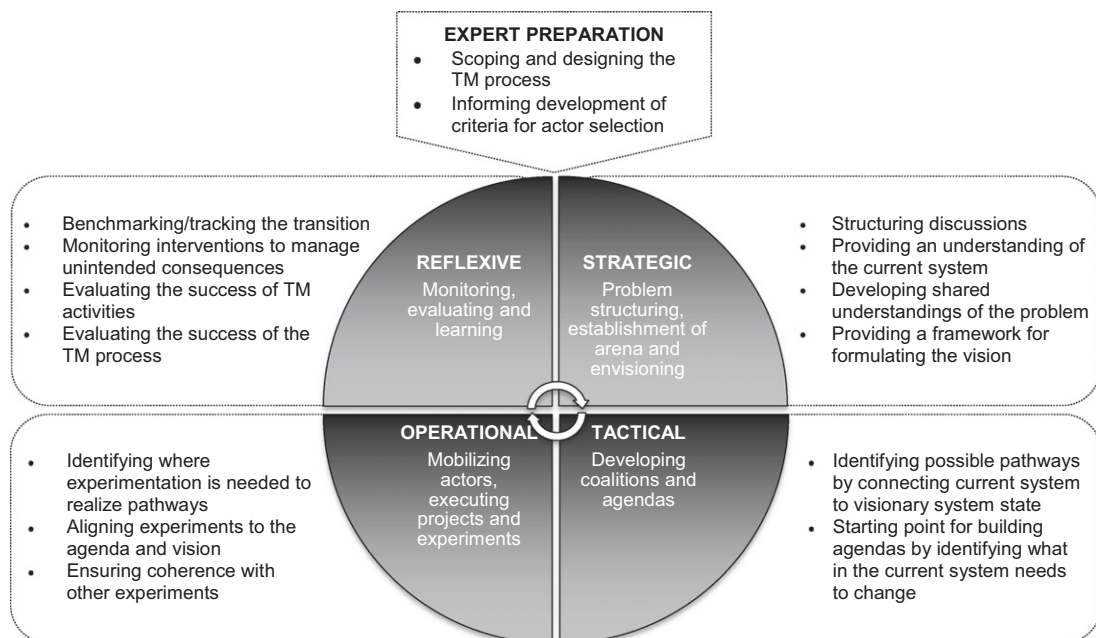 EXPERT PREPARATION
• Scoping and designing the
TM process
• Informing development of
criteria for actor selection
• Benchmarking/tracking the transition
• Monitoring interventions to manage
unintended consequences
• Evaluating the success of TM
activities
• Evaluating the success of the
TM process
REFLEXIVE
Monitoring,
evaluating and
learning
STRATEGIC
Problem
structuring,
establishment of
arena and
envisioning
• Structuring discussions
• Providing an understanding of
the current system
• Developing shared
understandings of the problem
• Providing a framework for
formulating the vision
• Identifying where
experimentation is needed to
realize pathways
• Aligning experiments to the
agenda and vision
• Ensuring coherence with
other experiments
OPERATIONAL
Mobilizing
actors,
executing
projects and
experiments
TACTICAL
Developing
coalitions and
agendas
• Identifying possible pathways
by connecting current system
to visionary system state
• Starting point for building
agendas by identifying what
in the current system needs
to change